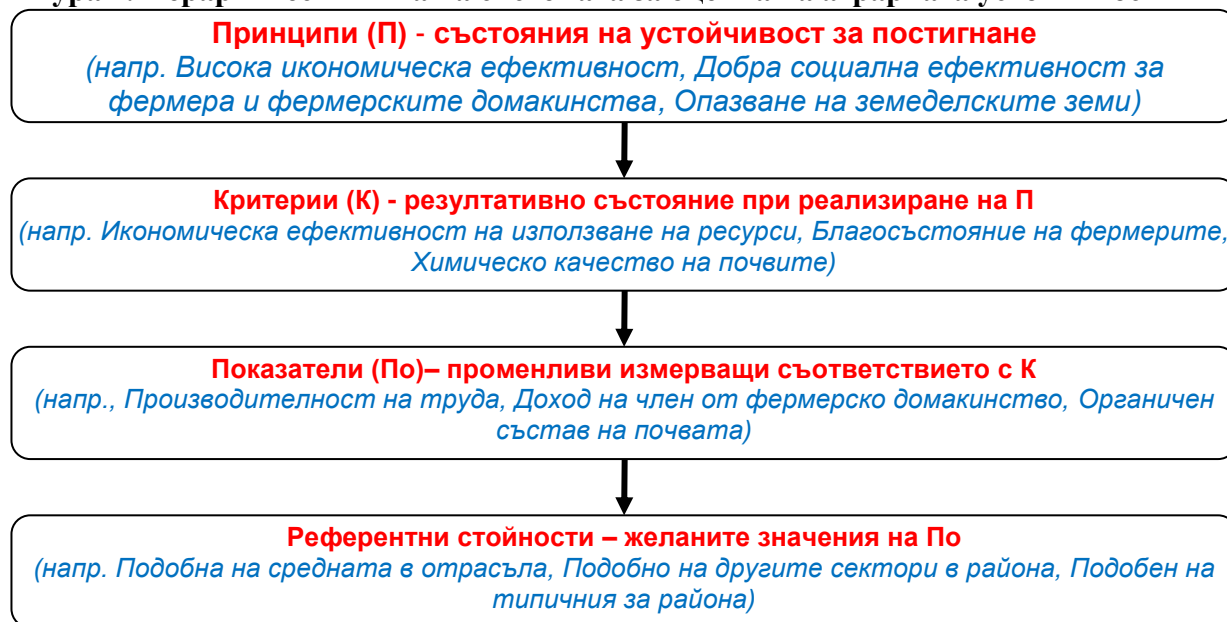 Принципи (П) - състояния на устойчивост за постигнане
(напр. Висока икономическа ефективност, Добра социална ефективност за
фермера и фермерските домакинства, Опазване на земеделските земи)
Критерии (К) - резултативно състояние при реализиране на П
(напр. Икономическа ефективност на използване на ресурси, Благосъстояние на фермерите,
Химическо качество на почвите)
Показатели (По)– променливи измерващи съответствието с К
(напр., Производителност на труда, Доход на член от фермерско домакинство, Органичен
състав на почвата)
Референтни стойности – желаните значения на По
(напр. Подобна на средната в отрасъла, Подобно на другите сектори в района, Подобен на
типичния за района)